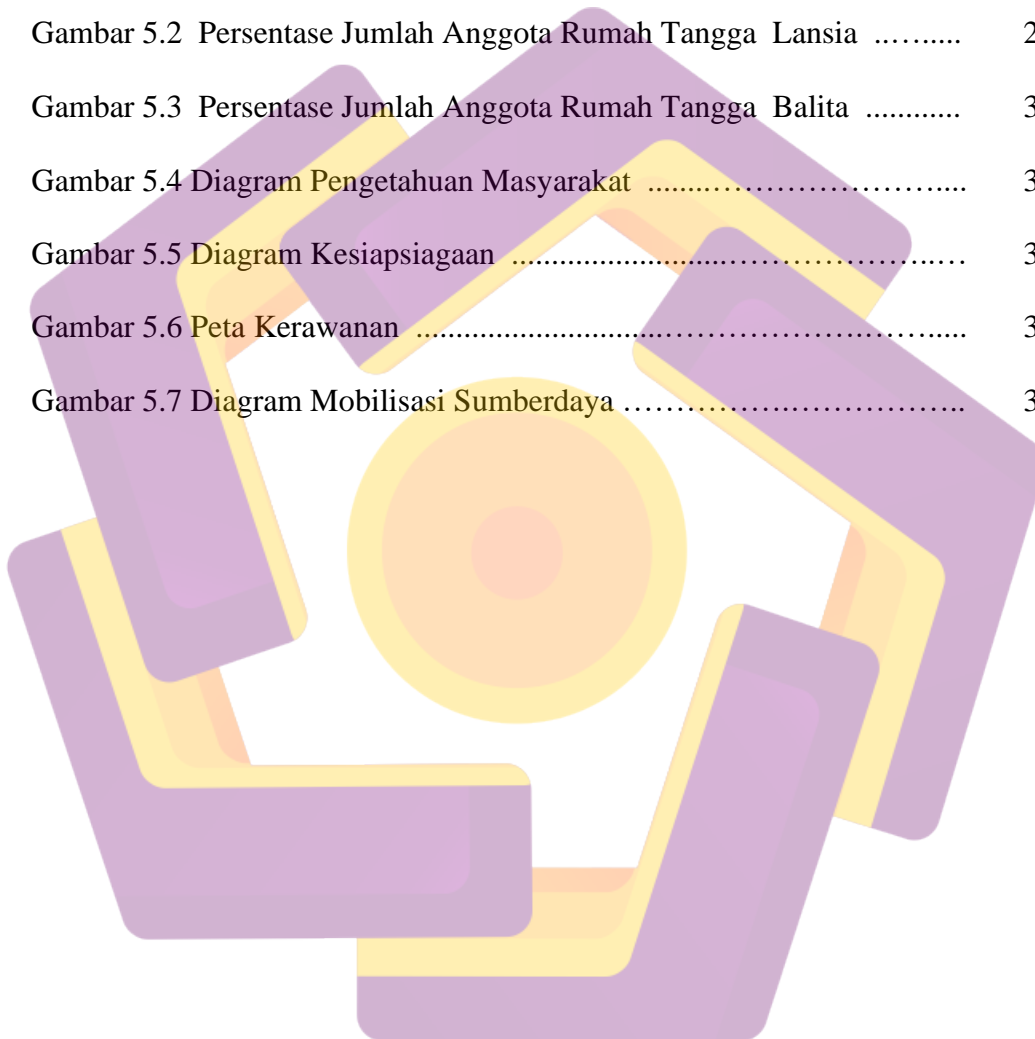 Gambar 5.2  Persentase Jumlah Anggota Rumah Tangga  Lansia  ..…..... 2
Gambar 5.3  Persentase Jumlah Anggota Rumah Tangga  Balita  ............ 3
Gambar 5.4 Diagram Pengetahuan Masyarakat  ........…………………….... 3
Gambar 5.5 Diagram Kesiapsiagaan  ..........................…………………..… 3
Gambar 5.6 Peta Kerawanan  ..............................………………………….... 3
Gambar 5.7 Diagram Mobilisasi Sumberdaya ……………..…………….. 3